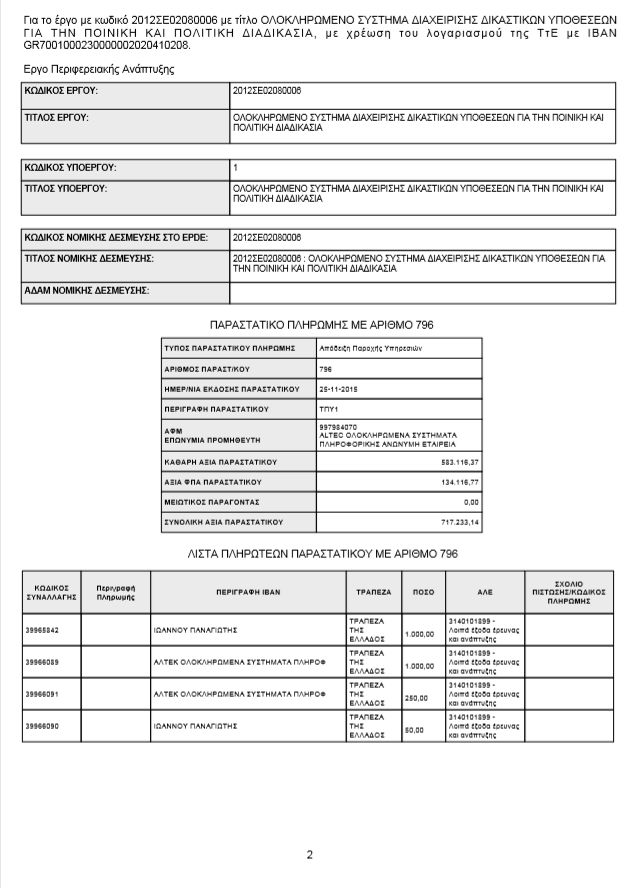 Για το έργο με κωδικό 2012ΣΕ02080006 με τίτλο ΟΛΟΚΛΗΡΩΜΕΝΟ ΣΥΣΤΗΜΑ ΔΙΑΧΕΙΡΙΣΗΣ ΔΙΚΑΣΤΙΚΩΝ ΥΠΟΘΕΣΕΩΝ
ΓΙΑ ΤΗΝ ΠΟΙΝΙΚΗ ΚΑΙ ΠΟΛΙΤΙΚΗ ΔΙΑΔΙΚΑΣΙΑ, με χρέωση του λογαριασμού της ΤτΕ με IBAN
GR7001000230000002020410208.
Εργο Περιφερειακής Ανάπτυξης
ΚΩΔΙΚΟΣ ΕΡΓΟΥ: 2012ΣΕ02080006
ΤΙΤΛΟΣ ΕΡΓΟΥ: ΟΛΟΚΛΗΡΩΜΕΝΟ ΣΥΣΤΗΜΑ ΔΙΑΧΕΙΡΙΣΗΣ ΔΙΚΑΣΤΙΚΩΝ ΥΠΟΘΕΣΕΩΝ ΓΙΑ ΤΗΝ ΠΟΙΝΙΚΗ ΚΑΙ
ΠΟΛΙΤΙΚΗ ΔΙΑΔΙΚΑΣΙΑ
ΚΩΔΙΚΟΣ ΥΠΟΕΡΓΟΥ: 1
ΤΙΤΛΟΣ ΥΠΟΕΡΓΟΥ: ΟΛΟΚΛΗΡΩΜΕΝΟ ΣΥΣΤΗΜΑ ΔΙΑΧΕΙΡΙΣΗΣ ΔΙΚΑΣΤΙΚΩΝ ΥΠΟΘΕΣΕΩΝ ΓΙΑ ΤΗΝ ΠΟΙΝΙΚΗ ΚΑΙ
ΠΟΛΙΤΙΚΗ ΔΙΑΔΙΚΑΣΙΑ
ΚΩΔΙΚΟΣ ΝΟΜΙΚΗΣ ΔΕΣΜΕΥΣΗΣ ΣΤΟ EPDE: 2012ΣΕ02080006
ΤΙΤΛΟΣ ΝΟΜΙΚΗΣ ΔΕΣΜΕΥΣΗΣ: 2012ΣΕ02080006 : ΟΛΟΚΛΗΡΩΜΕΝΟ ΣΥΣΤΗΜΑ ΔΙΑΧΕΙΡΙΣΗΣ ΔΙΚΑΣΤΙΚΩΝ ΥΠΟΘΕΣΕΩΝ ΓΙΑ
ΤΗΝ ΠΟΙΝΙΚΗ ΚΑΙ ΠΟΛΙΤΙΚΗ ΔΙΑΔΙΚΑΣΙΑ
ΑΔΑΜ ΝΟΜΙΚΗΣ ΔΕΣΜΕΥΣΗΣ:
ΠΑΡΑΣΤΑΤΙΚΟ ΠΛΗΡΩΜΗΣ ΜΕ ΑΡΙΘΜΟ 796
ΤΥΠΟΣ ΠΑΡΑΣΤΑΤΙΚΟΥ ΠΛΗΡΩΜΗΣ Απόδειξη Παροχής Υπηρεσιών
ΑΡΙΘΜΟΣ ΠΑΡΑΣΤ/ΚΟΥ 796
ΗΜΕΡ/ΝΙΑ ΕΚΔΟΣΗΣ ΠΑΡΑΣΤΑΤΙΚΟΥ 25-11-2015
ΠΕΡΙΓΡΑΦΗ ΠΑΡΑΣΤΑΤΙΚΟΥ ΤΠΥ1
ΑΦΜ
ΕΠΩΝΥΜΙΑ ΠΡΟΜΗΘΕΥΤΗ
997984070
ALTEC ΟΛΟΚΛΗΡΩΜΕΝΑ ΣΥΣΤΗΜΑΤΑ
ΠΛΗΡΟΦΟΡΙΚΗΣ ΑΝΩΝΥΜΗ ΕΤΑΙΡΕΙΑ
ΚΑΘΑΡΗ ΑΞΙΑ ΠΑΡΑΣΤΑΤΙΚΟΥ 583.116,37
ΑΞΙΑ ΦΠΑ ΠΑΡΑΣΤΑΤΙΚΟΥ 134.116,77
ΜΕΙΩΤΙΚΟΣ ΠΑΡΑΓΟΝΤΑΣ 0,00
ΣΥΝΟΛΙΚΗ ΑΞΙΑ ΠΑΡΑΣΤΑΤΙΚΟΥ 717.233,14
ΛΙΣΤΑ ΠΛΗΡΩΤΕΩΝ ΠΑΡΑΣΤΑΤΙΚΟΥ ΜΕ ΑΡΙΘΜΟ 796
ΚΩΔΙΚΟΣ
ΣΥΝΑΛΛΑΓΗΣ
Περιγραφή
Πληρωμής
ΠΕΡΙΓΡΑΦΗ IBAN
ΤΡΑΠΕΖΑ
ΠΟΣΟ
ΑΛΕ
ΣΧΟΛΙΟ
ΠΙΣΤΩΣΗΣ/ΚΩΔΙΚΟΣ
ΠΛΗΡΩΜΗΣ
39965842
ΙΩΑΝΝΟΥ ΠΑΝΑΓΙΩΤΗΣ
ΤΡΑΠΕΖΑ
ΤΗΣ
ΕΛΛΑΔΟΣ
1.000,00
3140101899 -
Λοιπά έξοδα έρευνας
και ανάπτυξης
39966089
ΑΛΤΕΚ ΟΛΟΚΛΗΡΩΜΕΝΑ ΣΥΣΤΗΜΑΤΑ ΠΛΗΡΟΦ
ΤΡΑΠΕΖΑ
ΤΗΣ
ΕΛΛΑΔΟΣ
1.000,00
3140101899 -
Λοιπά έξοδα έρευνας
και ανάπτυξης
39966091
ΑΛΤΕΚ ΟΛΟΚΛΗΡΩΜΕΝΑ ΣΥΣΤΗΜΑΤΑ ΠΛΗΡΟΦ
ΤΡΑΠΕΖΑ
ΤΗΣ
ΕΛΛΑΔΟΣ
250,00
3140101899 -
Λοιπά έξοδα έρευνας
και ανάπτυξης
39966090
ΙΩΑΝΝΟΥ ΠΑΝΑΓΙΩΤΗΣ
ΤΡΑΠΕΖΑ
ΤΗΣ
ΕΛΛΑΔΟΣ
50,00
3140101899 -
Λοιπά έξοδα έρευνας
και ανάπτυξης
2